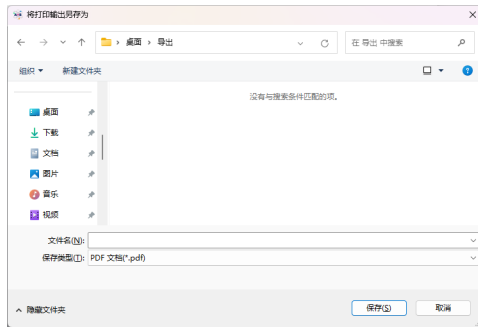 将打印输出另存为
桌面 › 导出
在 导出 中搜索
组织 新建文件夹
没有与搜索条件匹配的项。
桌面
下载
文档
图片
音乐
视频
文件名(N):
保存类型(T): PDF 文档(*.pdf)
隐藏文件夹 保存(S) 取消